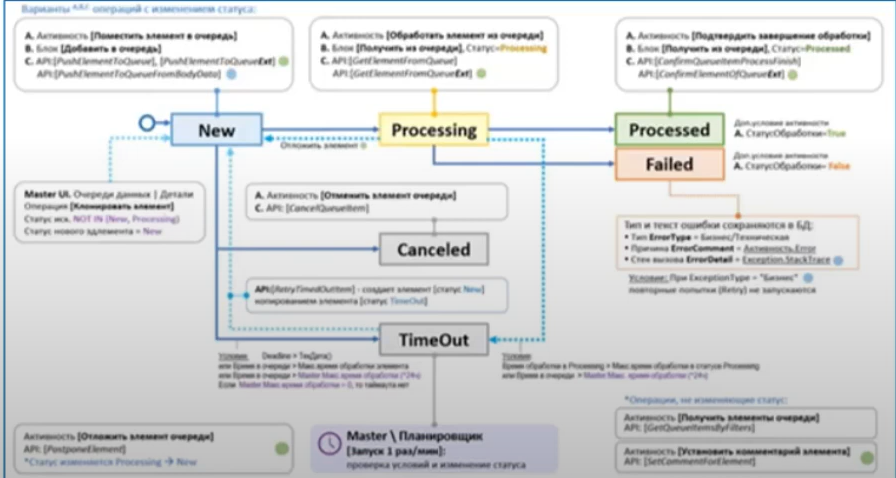 Варианты A,B,C операций с изменением статуса:
A. Активность [Поместить элемент в очередь)
B. Блок [Добавить в очередь]
C. API:[PushElementToQueue], [PushElementToQueueExt]
API:[PushElementToQueueFromBodyData]
A. Активность [Обработать элемент из очереди)
B. Блок [Получить из очереди], Статус=Processing
C. API:[GetElementFromQueue]
API:[GetElementFromQueueExt]
A. Активность [Подтвердить завершение обработки]
B. Блок [Получить из очереди], Статус=Processed
C. API:[ConfirmQueueItemProcessFinish]
API:[ConfirmElementOfQueueExt]
New
Processing
Processed
Доп.условие активности
A. СтатусОбработки=True
Отложить элемент
Failed
Доп.условие активности
A. СтатусОбработки= False
Master UI. Очереди данных | Детали
Операция [Клонировать элемент]
Статус исх. NOT IN (New, Processing)
Статус нового эдлемента = New
A. Активность [Отменить элемент очереди]
C. API: [CancelQueueItem]
Canceled
Тип и текст ошибки сохраняются в БД:
• Тип ErrorType = Бизнес/Техническая
• Причина ErrorComment = Активность.Error
• Стек вызова ErrorDetail = Exception.StackTrace
Условие: При ExceptionType = "Бизнес"
повторные попытки (Retry) не запускаются
API:[RetryTimedOutItem] - создает элемент [статус New]
копированием элемента [статус TimeOut]
TimeOut
Условие: Deadline > ТекДата()
или Время в очереди > Макс.время обработки элемента
или Время в очереди > Master.Макс.время обработки (*24ч)
Если Master.Макс.время обработки = 0, то таймаута нет
Условие
Время обработки в Processing > Макс.время обработки в статусе Processing
или Время в очереди > Master.Макс. время обработки (*24ч)
*Операции, не изменяющие статус:
Активность [Получить элементы очереди]
API: [GetQueueItemsByFilters]
Активность [Установить комментарий элемента]
API: [SetCommentForElement]
Активность [Отложить элемент очереди]
API: [PostponeElement]
*Статус изменяется Processing → New
Master \ Планировщик
[Запуск 1 раз/мин]:
проверка условий и изменение статуса